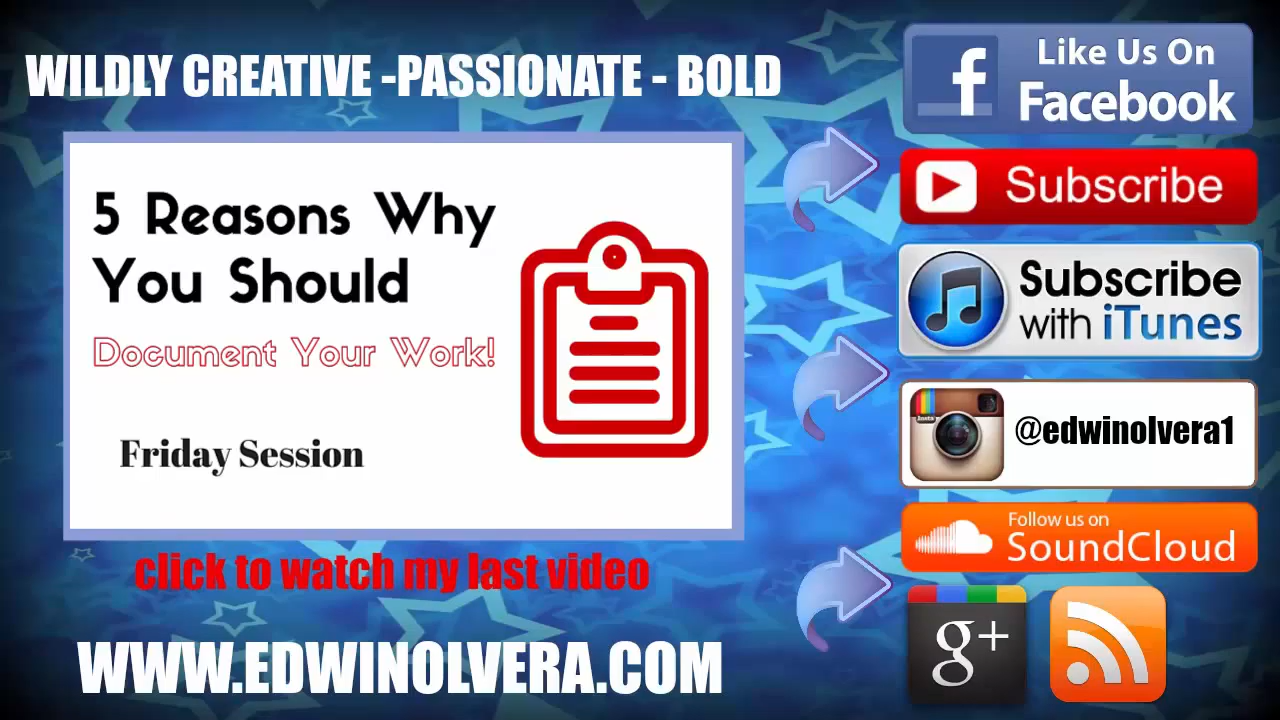 WILDLY CREATIVE -PASSIONATE - BOLD
5 Reasons Why
You Should
Document Your Work!
Friday Session
click to watch my last video
WWW.EDWINOLVERA.COM
f
Like Us On
Facebook
Subscribe
Subscribe
with iTunes
Insta
@edwinolvera1
Follow us on
SoundCloud
g+